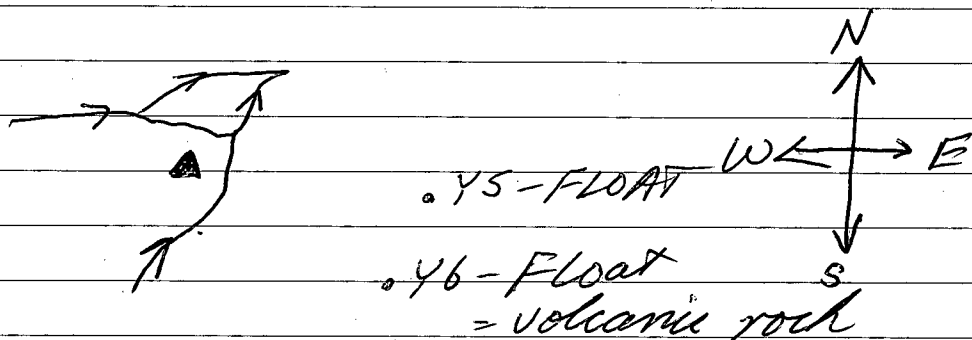 N
W E
.Y5-FLOAT
S
.Y6-Float
= volcanic rock